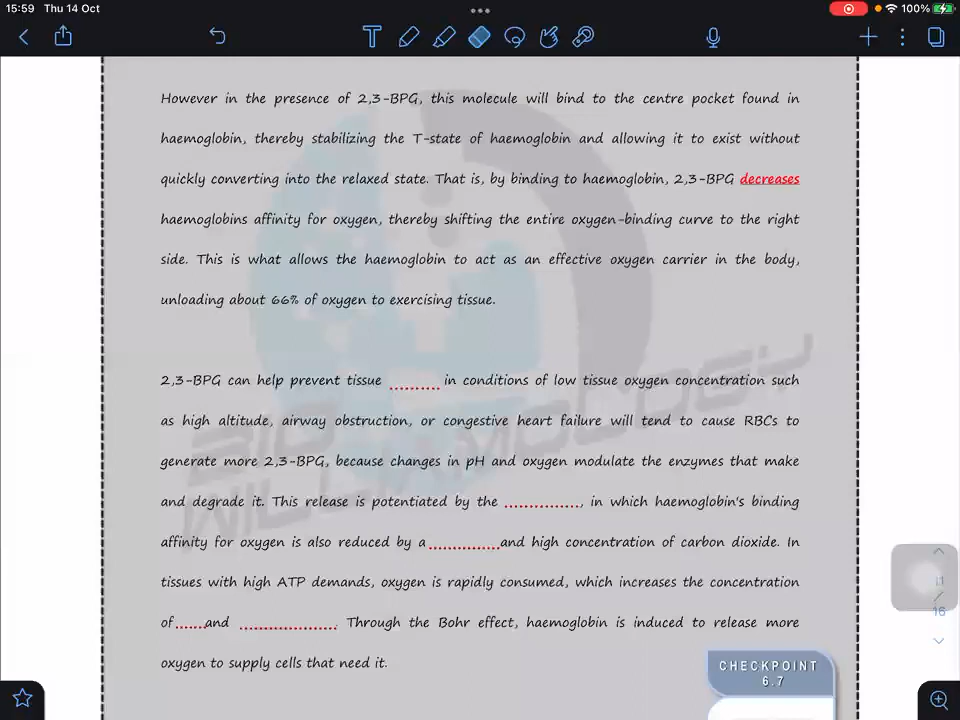 15:59 Thu 14 Oct
100%
However in the presence of 2,3-BPG, this molecule will bind to the centre pocket found in
haemoglobin, thereby stabilizing the T-state of haemoglobin and allowing it to exist without
quickly converting into the relaxed state. That is, by binding to haemoglobin, 2,3-BPG decreases
haemoglobins affinity for oxygen, thereby shifting the entire oxygen-binding curve to the right
side. This is what allows the haemoglobin to act as an effective oxygen carrier in the body,
unloading about 66% of oxygen to exercising tissue.
2,3-BPG can help prevent tissue .......... in conditions of low tissue oxygen concentration such
as high altitude, airway obstruction, or congestive heart failure will tend to cause RBCs to
generate more 2,3-BPG, because changes in pH and oxygen modulate the enzymes that make
and degrade it. This release is potentiated by the ..............., in which haemoglobin's binding
affinity for oxygen is also reduced by a ..............and high concentration of carbon dioxide. In
tissues with high ATP demands, oxygen is rapidly consumed, which increases the concentration
of......and ................... Through the Bohr effect, haemoglobin is induced to release more
oxygen to supply cells that need it.
11
/
16
CHECKPOINT
6.7